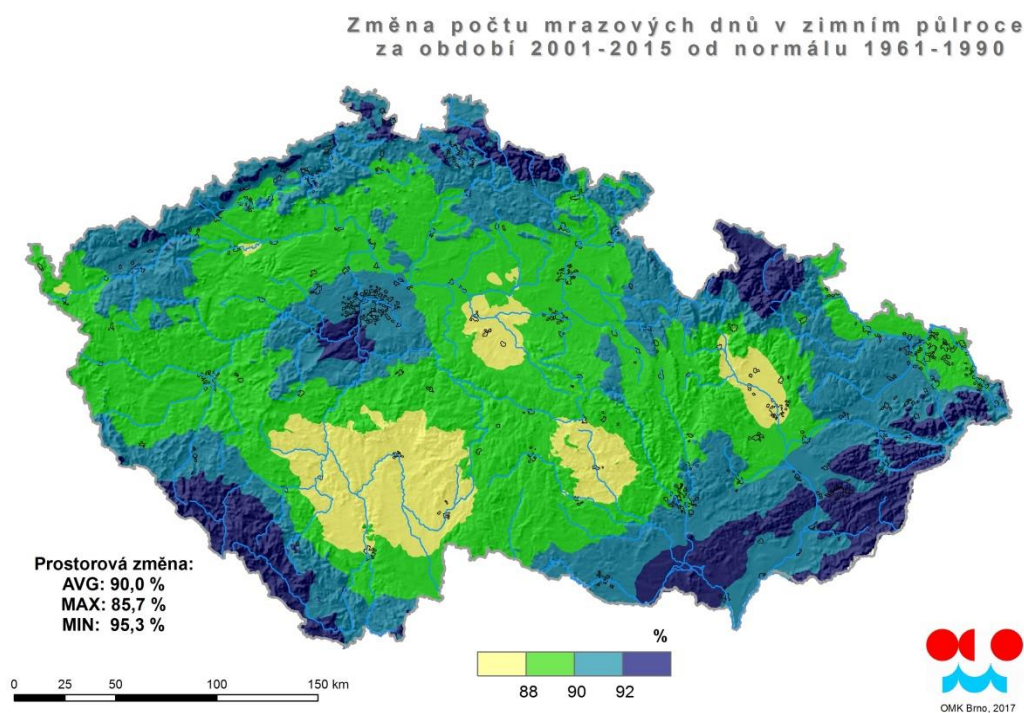 Změna počtu mrazových dnů v zimním půlroce
za období 2001-2015 od normálu 1961-1990
Prostorová změna:
AVG: 90,0 %
MAX: 85,7 %
MIN: 95,3 %
%
88 90 92
0 25 50 100 150 km
OMK Brno, 2017